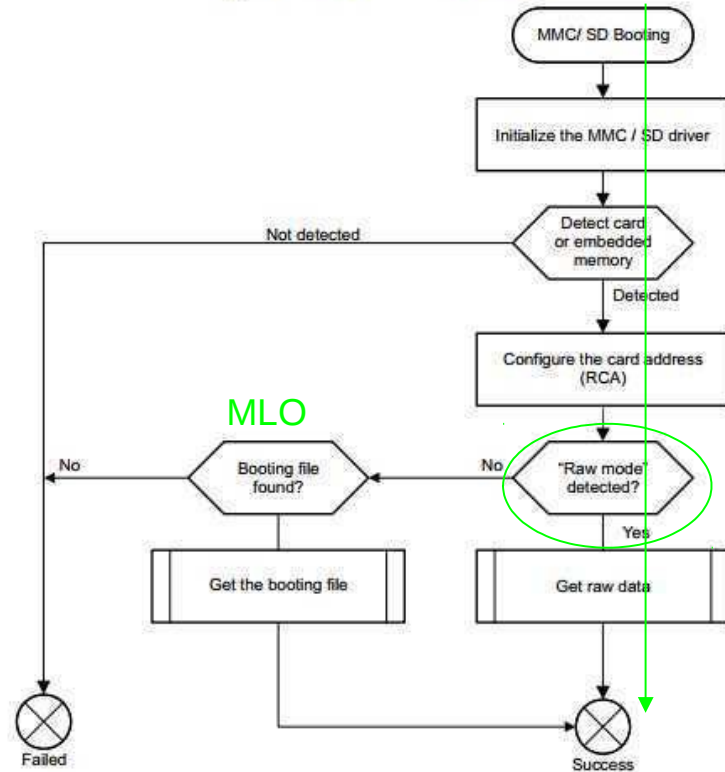 MMC/ SD Booting
Initialize the MMC / SD driver
Detect card
or embedded
memory
Not detected
Detected
Configure the card address
(RCA)
MLO
No
Booting file
found?
No
"Raw mode"
detected?
Yes
Get the booting file
Get raw data
Failed
Success